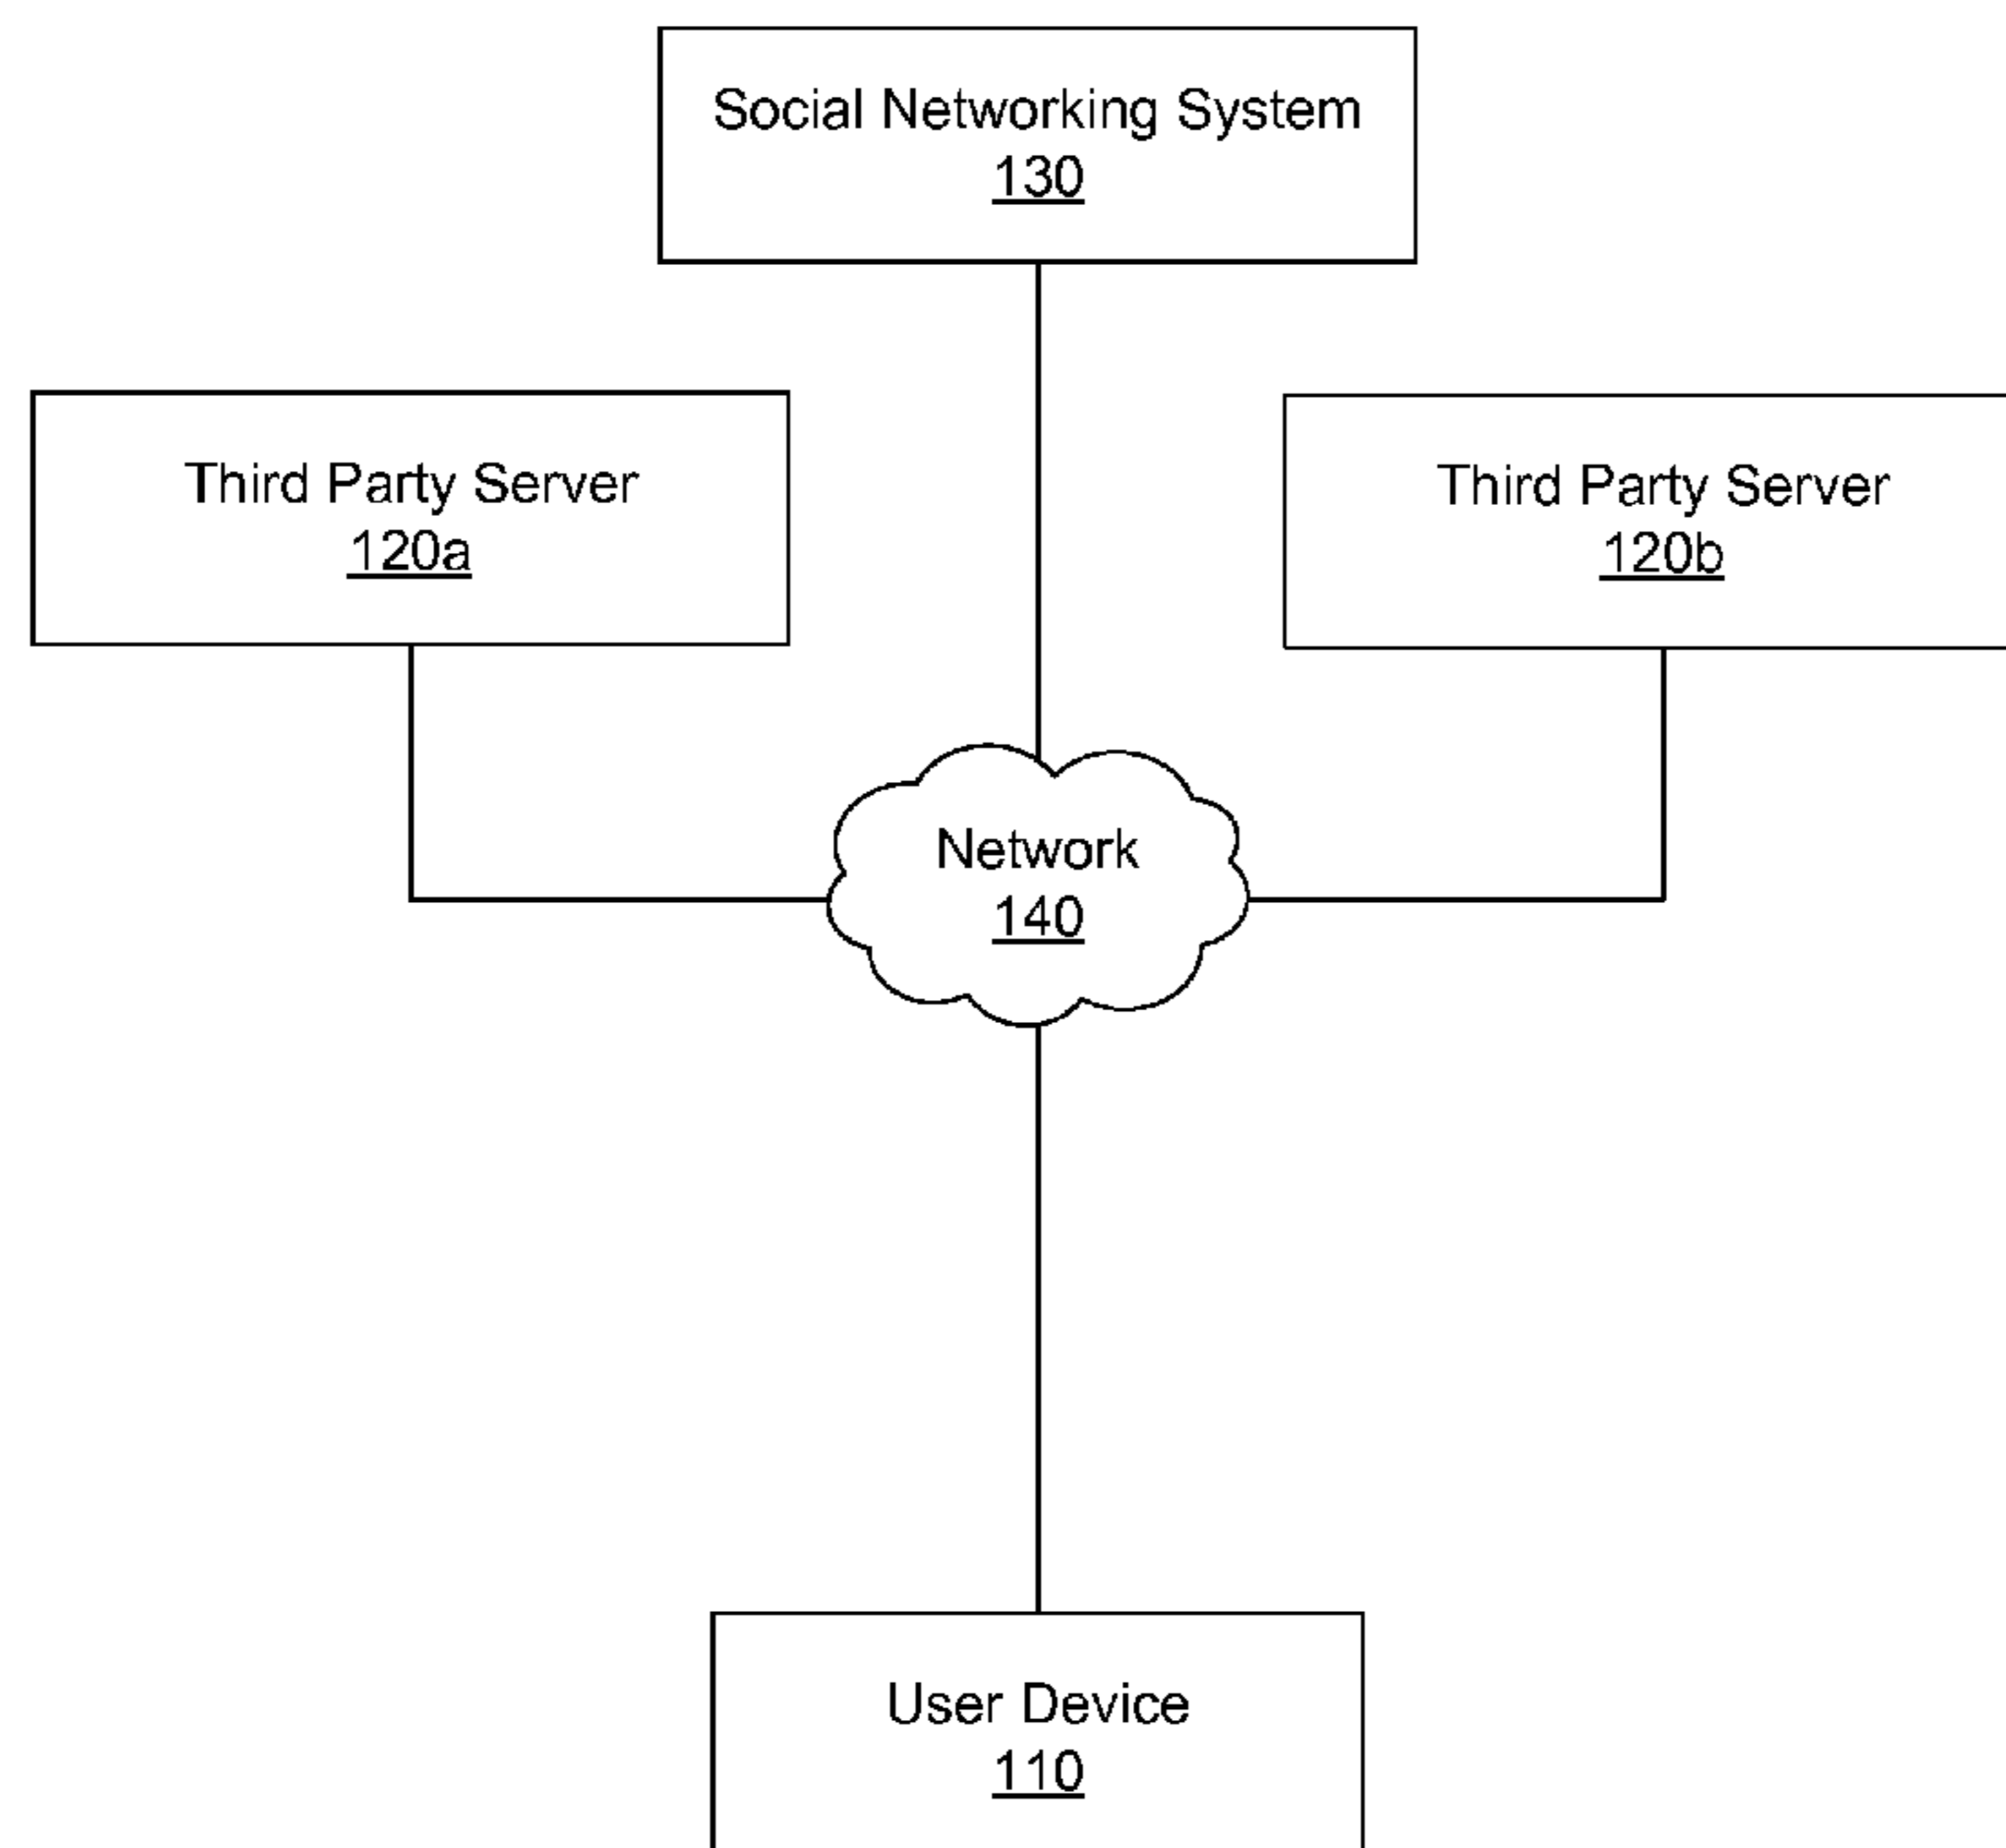 Social Networking System
130
Third Party Server
120a
Third Party Server
120b
Network
140
User Device
110